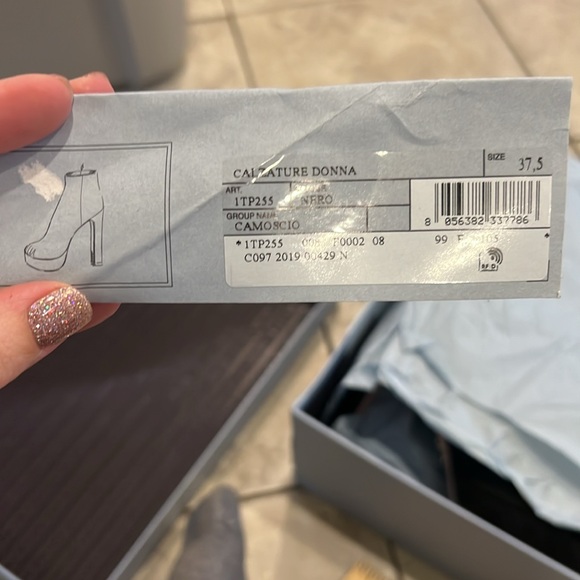 CALZATURE DONNA
SIZE 37,5
ART.
1TP255 NERO
GROUP NAME
CAMOSCIO
8 056382 337786
*1TP255 F0002 08 99 *
C097 2019 00429 N
RFID